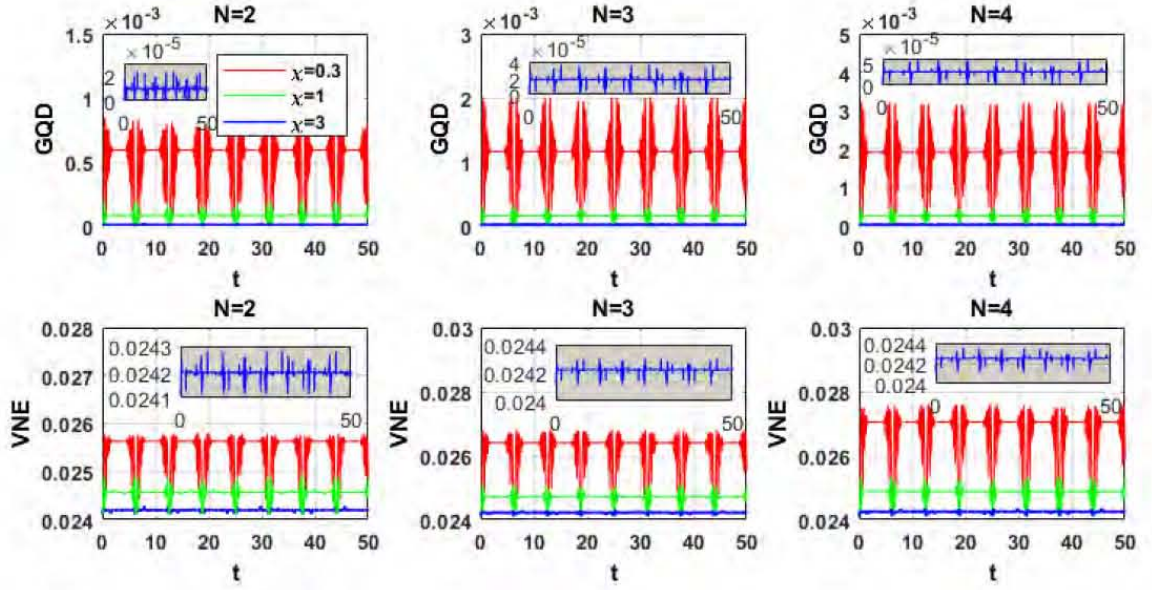 ×10⁻³ N=2
1.5
×10⁻⁵
2
0
0 50
χ=0.3
χ=1
χ=3
1
0.5
0
GQD
0 10 20 30 40 50
t
×10⁻³ N=3
3
×10⁻⁵
4
2
0
0 50
2
1
0
GQD
0 10 20 30 40 50
t
×10⁻³ N=4
5
×10⁻⁵
5
0
0 50
4
3
2
1
0
GQD
0 10 20 30 40 50
t
N=2
0.028
0.0243
0.0242
0.0241
0 50
0.027
0.026
0.025
0.024
VNE
0 10 20 30 40 50
t
N=3
0.03
0.0244
0.0242
0.024
0 50
0.028
0.026
0.024
VNE
0 10 20 30 40 50
t
N=4
0.03
0.0244
0.0242
0.024
0 50
0.028
0.026
0.024
VNE
0 10 20 30 40 50
t